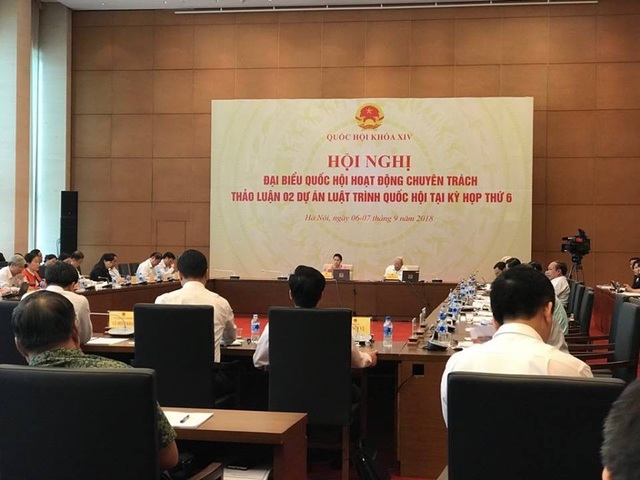 QUỐC HỘI KHÓA XIV
HỘI NGHỊ
ĐẠI BIỂU QUỐC HỘI HOẠT ĐỘNG CHUYÊN TRÁCH
THẢO LUẬN 02 DỰ ÁN LUẬT TRÌNH QUỐC HỘI TẠI KỲ HỌP THỨ 6
Hà Nội, ngày 06-07 tháng 9 năm 2018